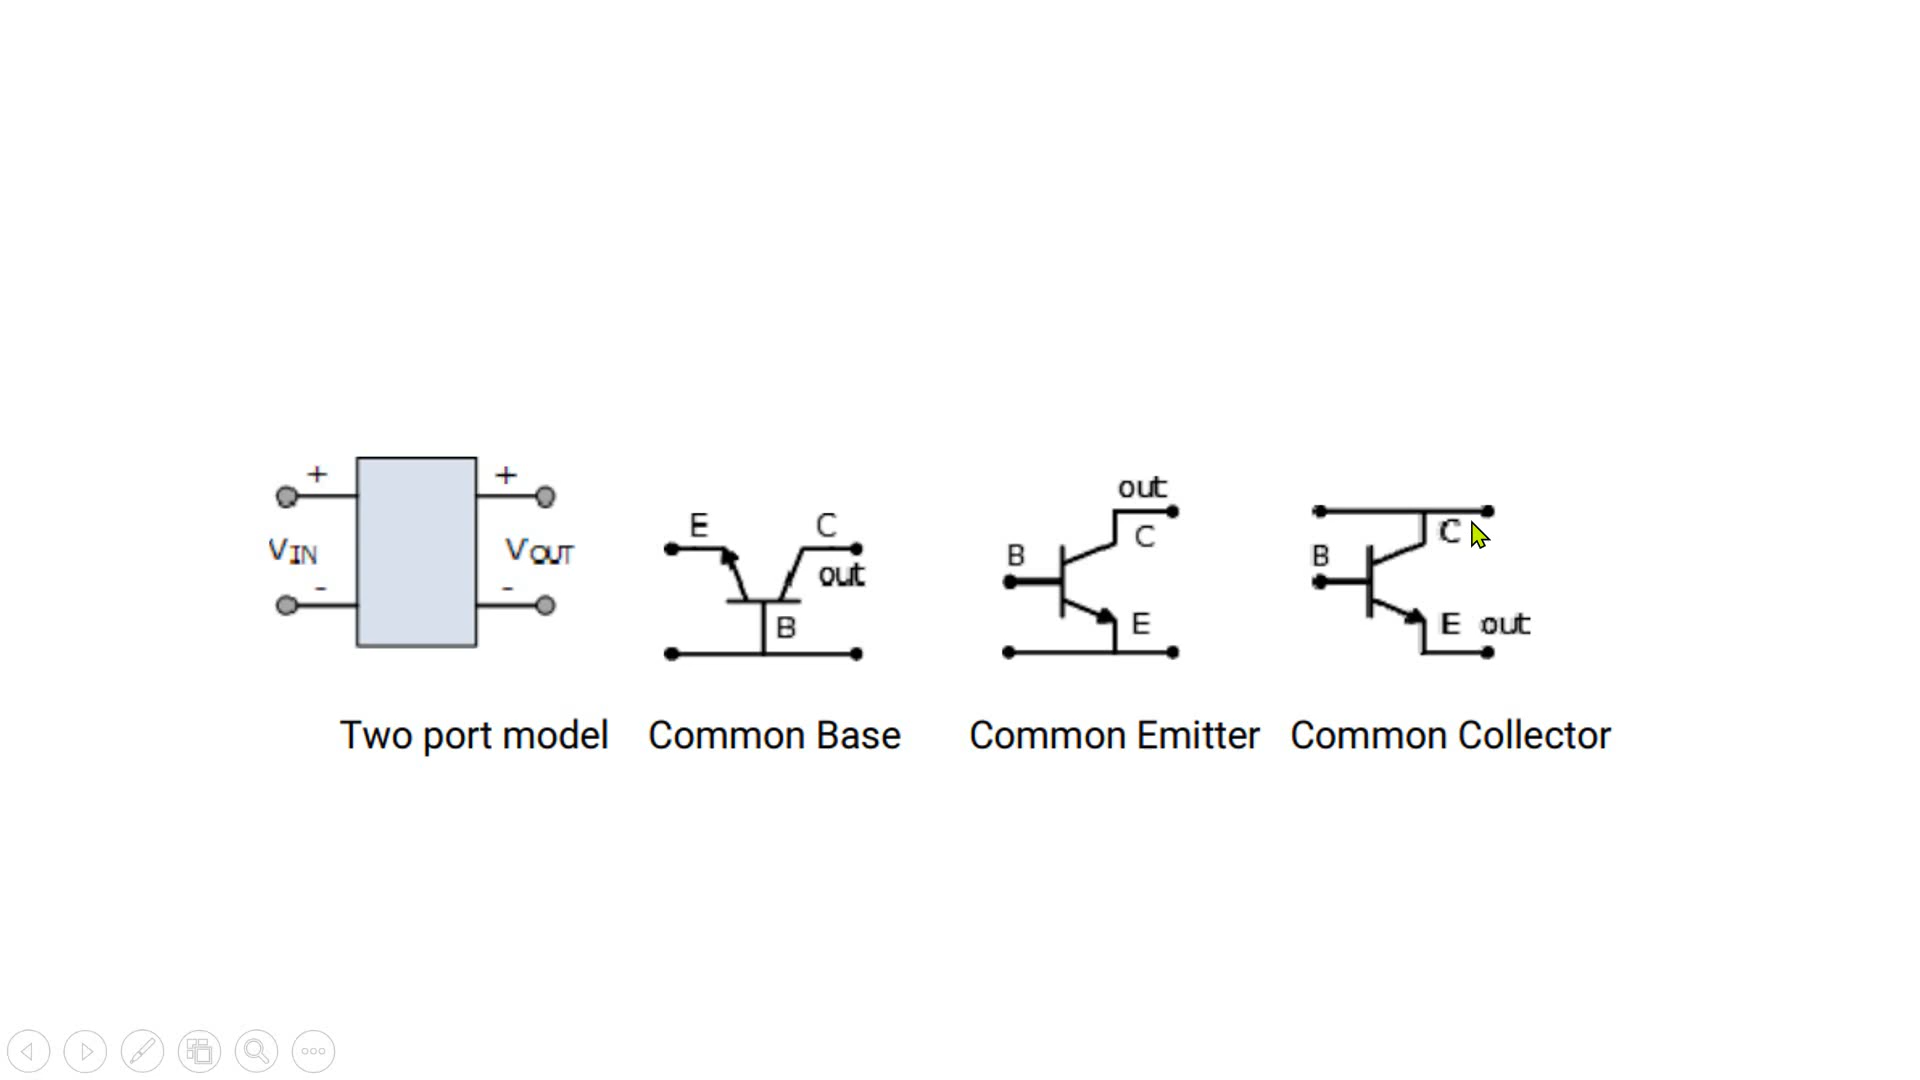 + +
VIN VOUT
- -
E C
out
B
out
C
B
E
C
B
E out
Two port model Common Base Common Emitter Common Collector